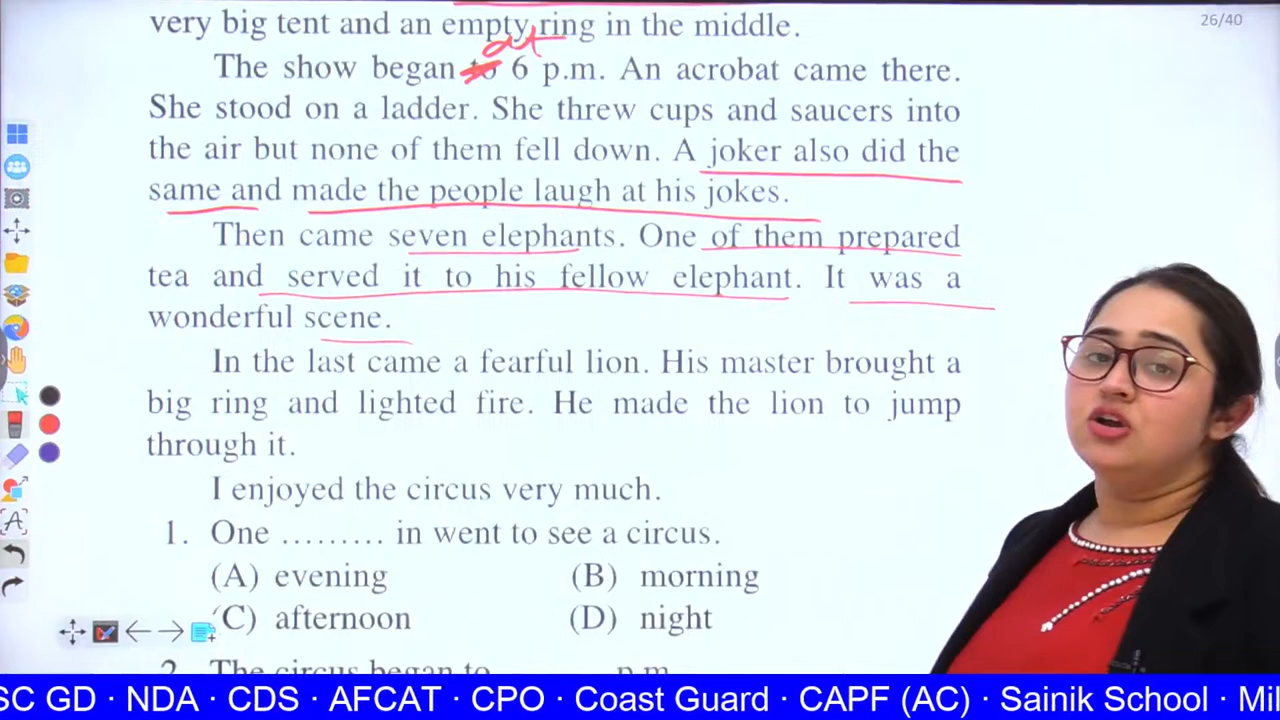 26/40
very big tent and an empty ring in the middle.
The show began to at 6 p.m. An acrobat came there.
She stood on a ladder. She threw cups and saucers into
the air but none of them fell down. A joker also did the
same and made the people laugh at his jokes.
Then came seven elephants. One of them prepared
tea and served it to his fellow elephant. It was a
wonderful scene.
In the last came a fearful lion. His master brought a
big ring and lighted fire. He made the lion to jump
through it.
I enjoyed the circus very much.
1. One ......... in went to see a circus.
(A) evening (B) morning
(C) afternoon (D) night
2. The circus began to p.m.
SC GD · NDA · CDS · AFCAT · CPO · Coast Guard · CAPF (AC) · Sainik School · Mil